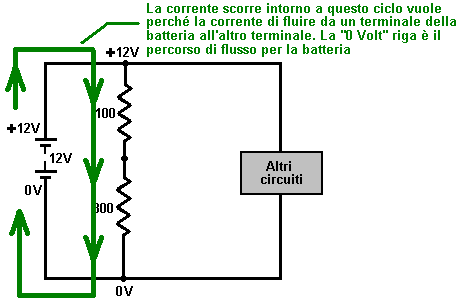 La corrente scorre intorno a questo ciclo vuole
perché la corrente di fluire da un terminale della
batteria all'altro terminale. La "0 Volt" riga è il
percorso di flusso per la batteria
+12V
100
+12V
12V
Altri
circuiti
0V
300
0V